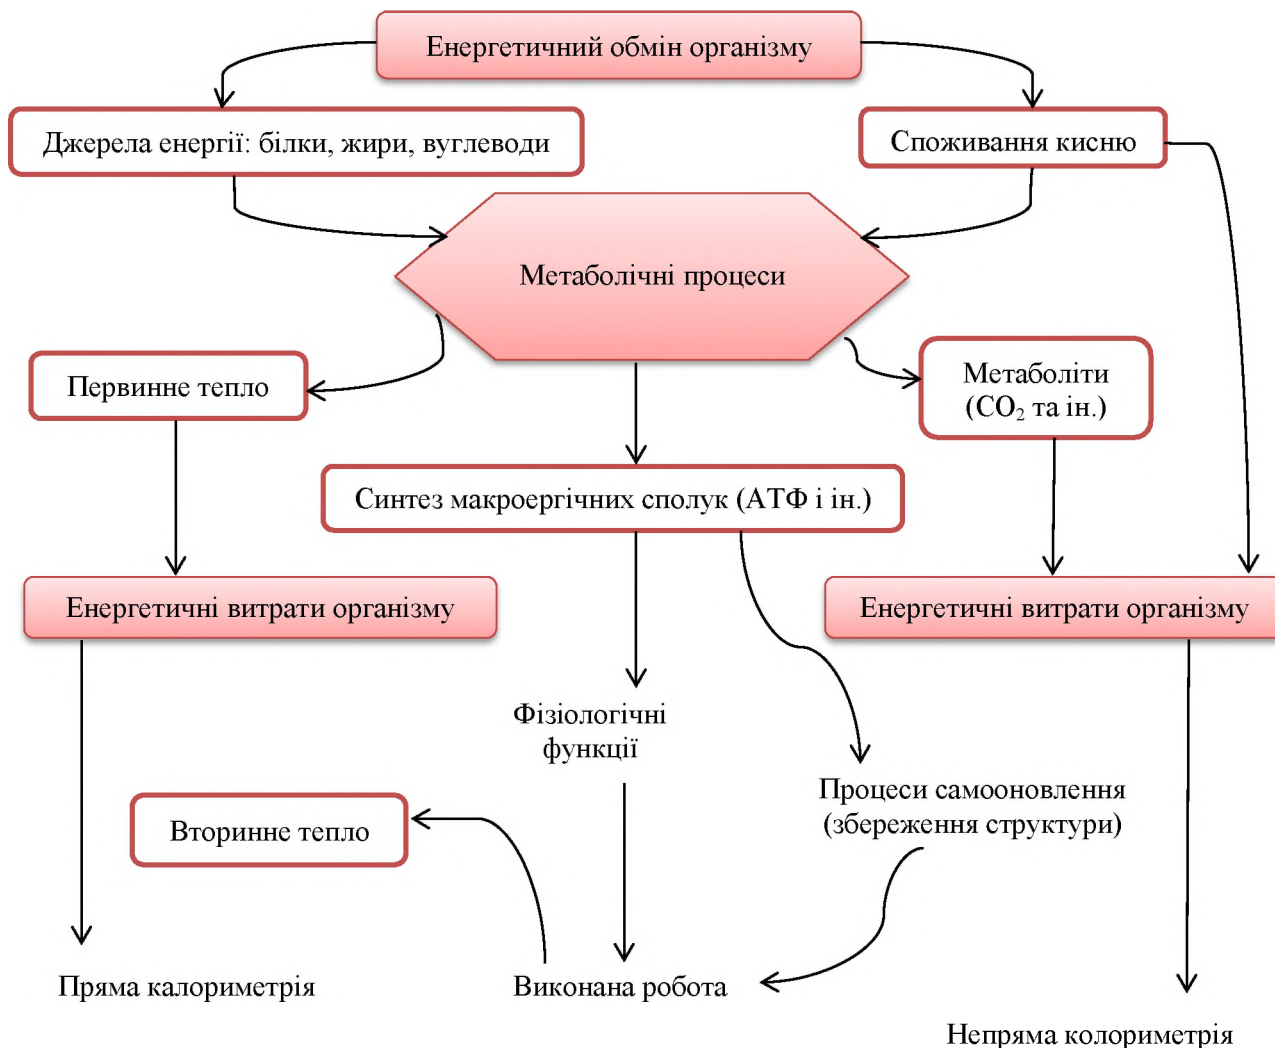 Енергетичний обмін організму
Джерела енергії: білки, жири, вуглеводи
Споживання кисню
Метаболічні процеси
Первинне тепло
Метаболіти
(CO₂ та ін.)
Синтез макроергічних сполук (АТФ і ін.)
Енергетичні витрати організму
Енергетичні витрати організму
Фізіологічні
функції
Процеси самооновлення
(збереження структури)
Вторинне тепло
Пряма калориметрія
Виконана робота
Непряма колориметрія